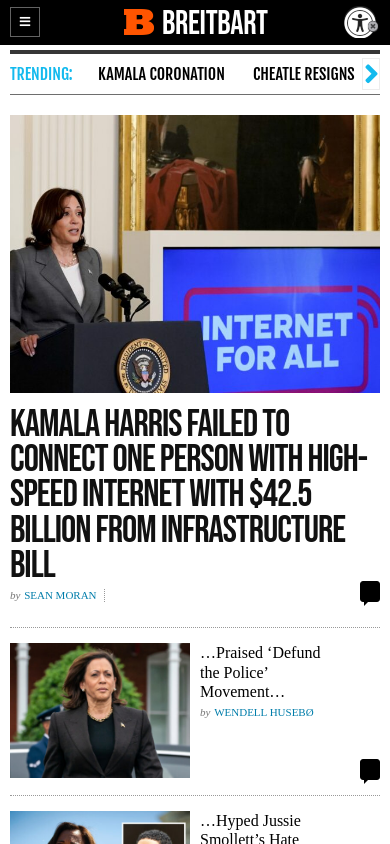 BREITBART
TRENDING: KAMALA CORONATION CHEATLE RESIGNS
INTERNET
FOR ALL
KAMALA HARRIS FAILED TO
CONNECT ONE PERSON WITH HIGH-
SPEED INTERNET WITH $42.5
BILLION FROM INFRASTRUCTURE
BILL
by SEAN MORAN
…Praised ‘Defund
the Police’
Movement…
by WENDELL HUSEBØ
…Hyped Jussie
Smollett’s Hate